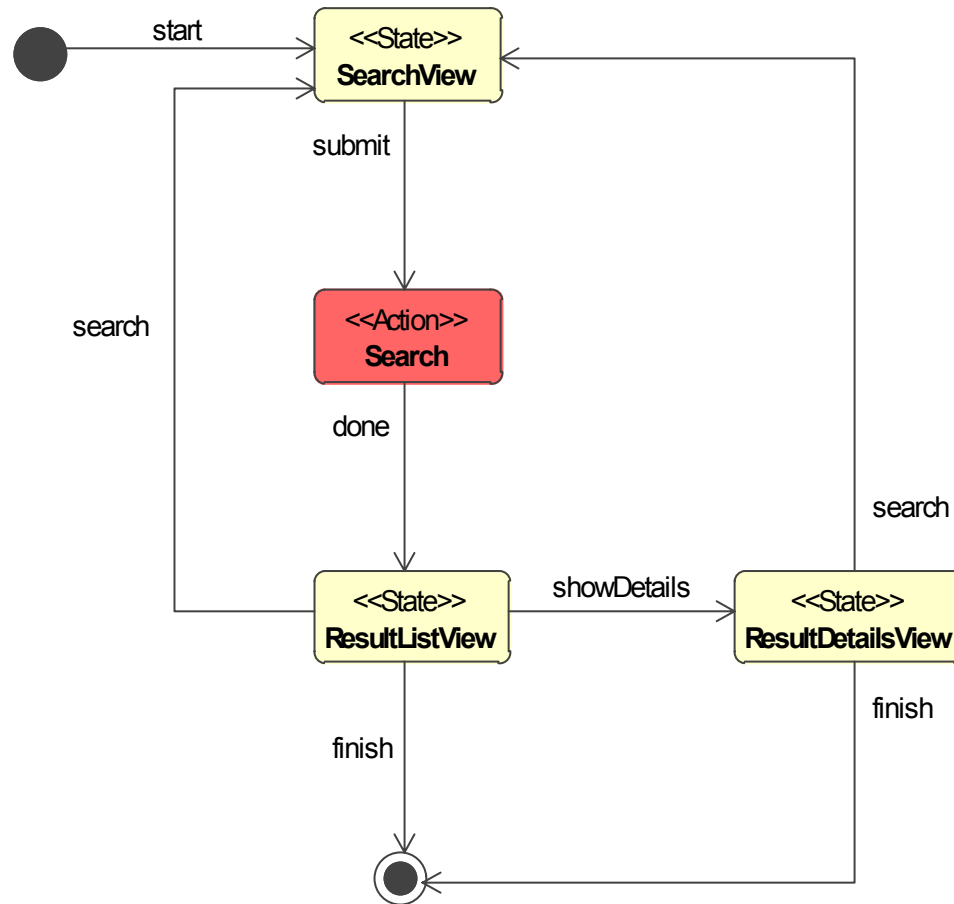 start
<<State>>
SearchView
submit
search
<<Action>>
Search
done
search
<<State>>
ResultListView
showDetails
<<State>>
ResultDetailsView
finish
finish